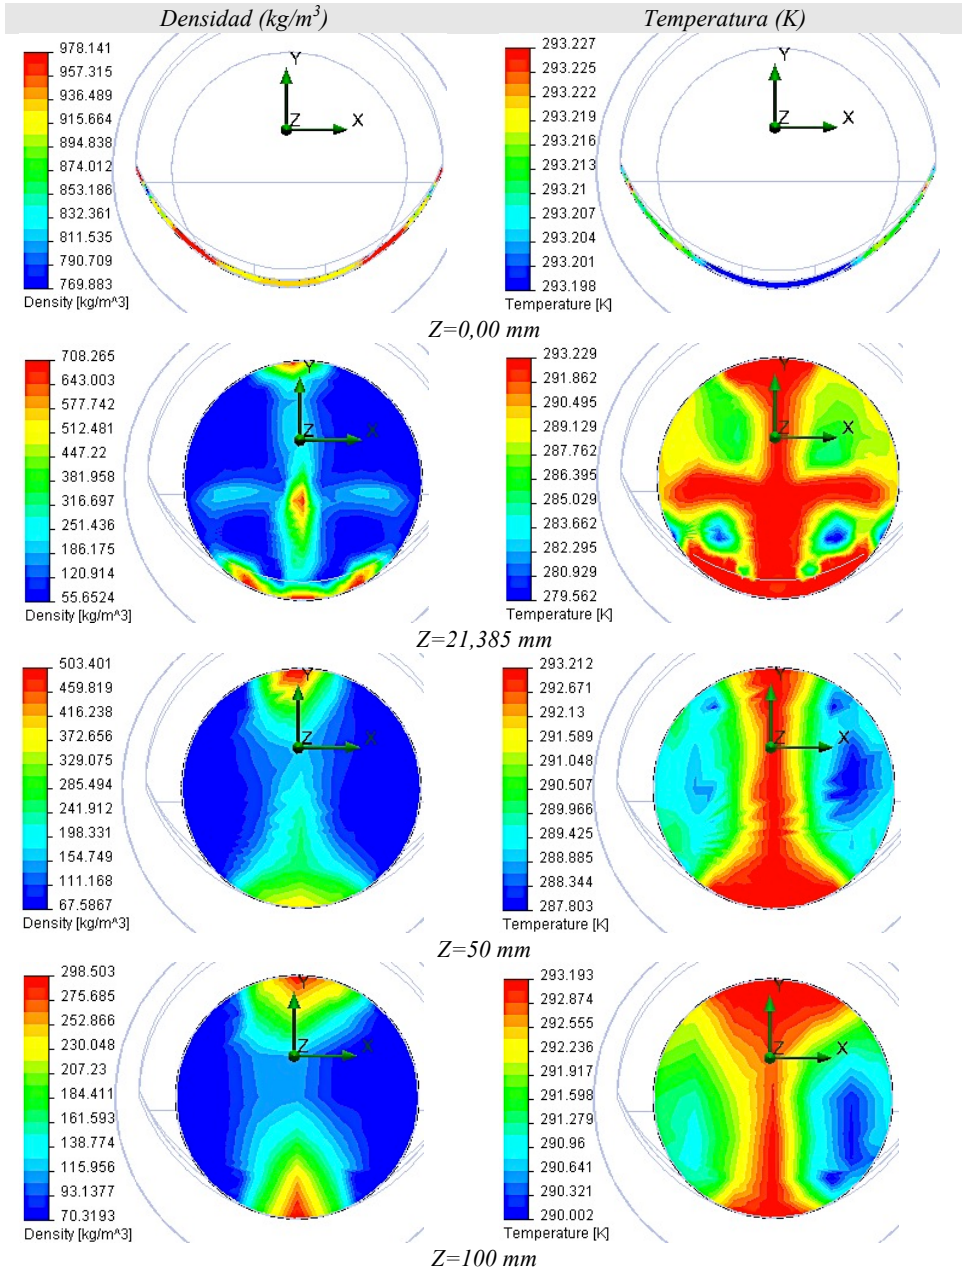 Densidad (kg/m³)
Temperatura (K)
978.141
957.315
936.489
915.664
894.838
874.012
853.186
832.361
811.535
790.709
769.883
Density [kg/m^3]
Y
Z
X
293.227
293.225
293.222
293.219
293.216
293.213
293.21
293.207
293.204
293.201
293.198
Temperature [K]
Y
Z
X
Z=0,00 mm
708.265
643.003
577.742
512.481
447.22
381.958
316.697
251.436
186.175
120.914
55.6524
Density [kg/m^3]
Y
Z
X
293.229
291.862
290.495
289.129
287.762
286.395
285.029
283.662
282.295
280.929
279.562
Temperature [K]
Y
Z
X
Z=21,385 mm
503.401
459.819
416.238
372.656
329.075
285.494
241.912
198.331
154.749
111.168
67.5867
Density [kg/m^3]
Y
Z
X
293.212
292.671
292.13
291.589
291.048
290.507
289.966
289.425
288.885
288.344
287.803
Temperature [K]
Y
Z
X
Z=50 mm
298.503
275.685
252.866
230.048
207.23
184.411
161.593
138.774
115.956
93.1377
70.3193
Density [kg/m^3]
Y
Z
X
293.193
292.874
292.555
292.236
291.917
291.598
291.279
290.96
290.641
290.321
290.002
Temperature [K]
Y
Z
X
Z=100 mm